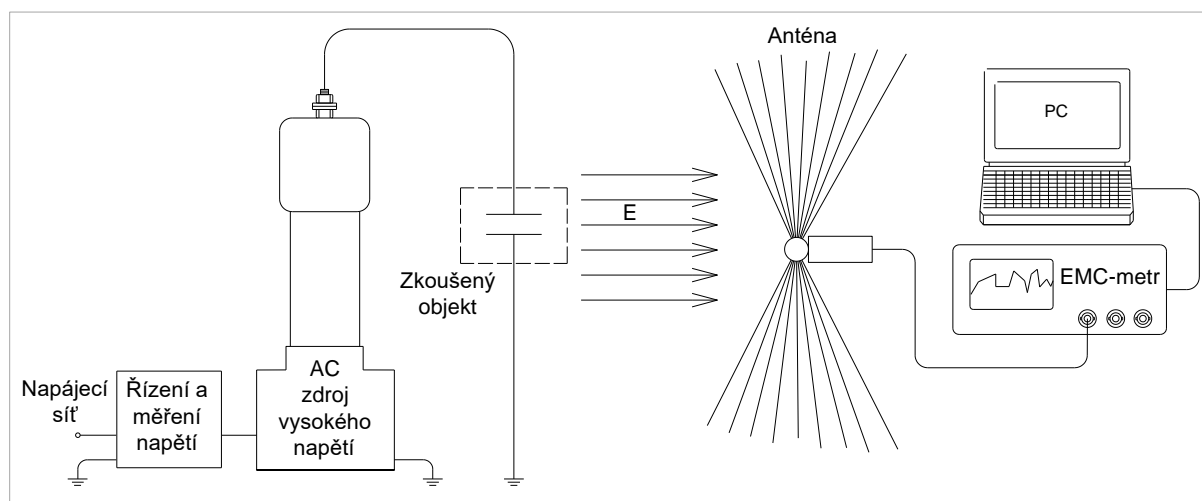 Anténa
PC
E
EMC-metr
Zkoušený
objekt
Napájecí
síť
Řízení a
měření
napětí
AC
zdroj
vysokého
napětí